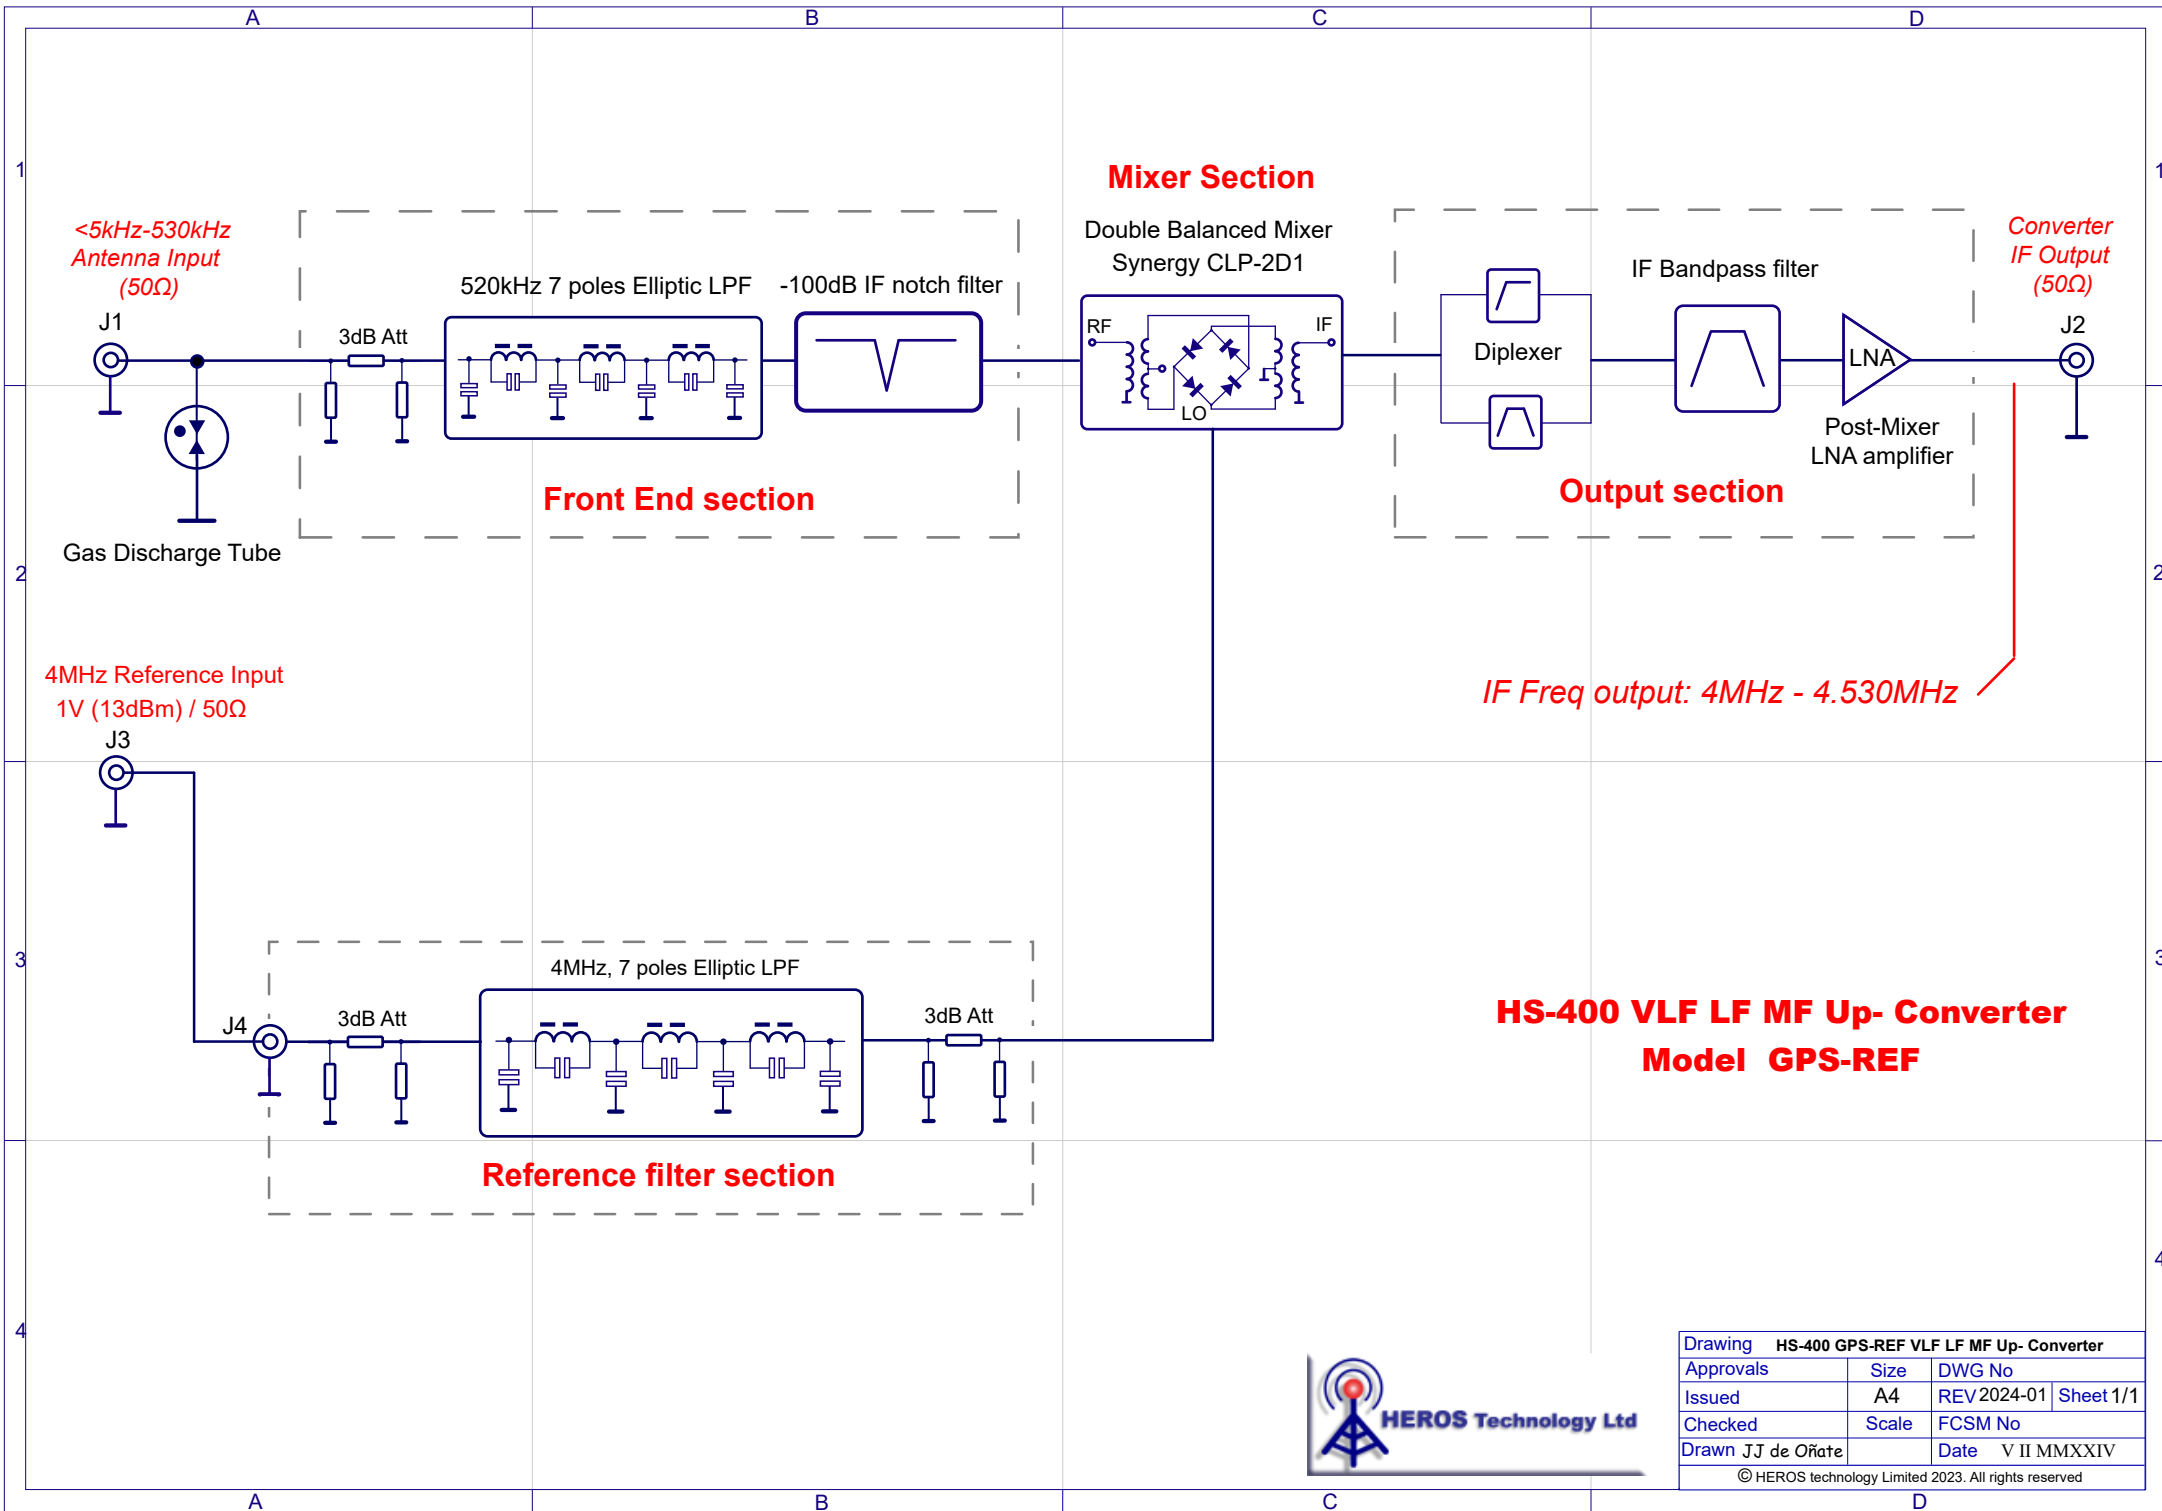 A B C D
1 1
Mixer Section
<5kHz-530kHz
Antenna Input
(50Ω)
J1
3dB Att
520kHz 7 poles Elliptic LPF
-100dB IF notch filter
Double Balanced Mixer
Synergy CLP-2D1
RF
IF
LO
Diplexer
IF Bandpass filter
LNA
Post-Mixer
LNA amplifier
Converter
IF Output
(50Ω)
J2
Front End section
Output section
Gas Discharge Tube
2 2
4MHz Reference Input
1V (13dBm) / 50Ω
J3
IF Freq output: 4MHz - 4.530MHz
3 3
4MHz, 7 poles Elliptic LPF
J4
3dB Att
3dB Att
Reference filter section
HS-400 VLF LF MF Up- Converter
Model GPS-REF
4 4
HEROS Technology Ltd
Drawing HS-400 GPS-REF VLF LF MF Up- Converter
Approvals Size DWG No
Issued A4 REV 2024-01 Sheet 1/1
Checked Scale FCSM No
Drawn JJ de Oñate Date V II MMXXIV
© HEROS technology Limited 2023. All rights reserved
A B C D